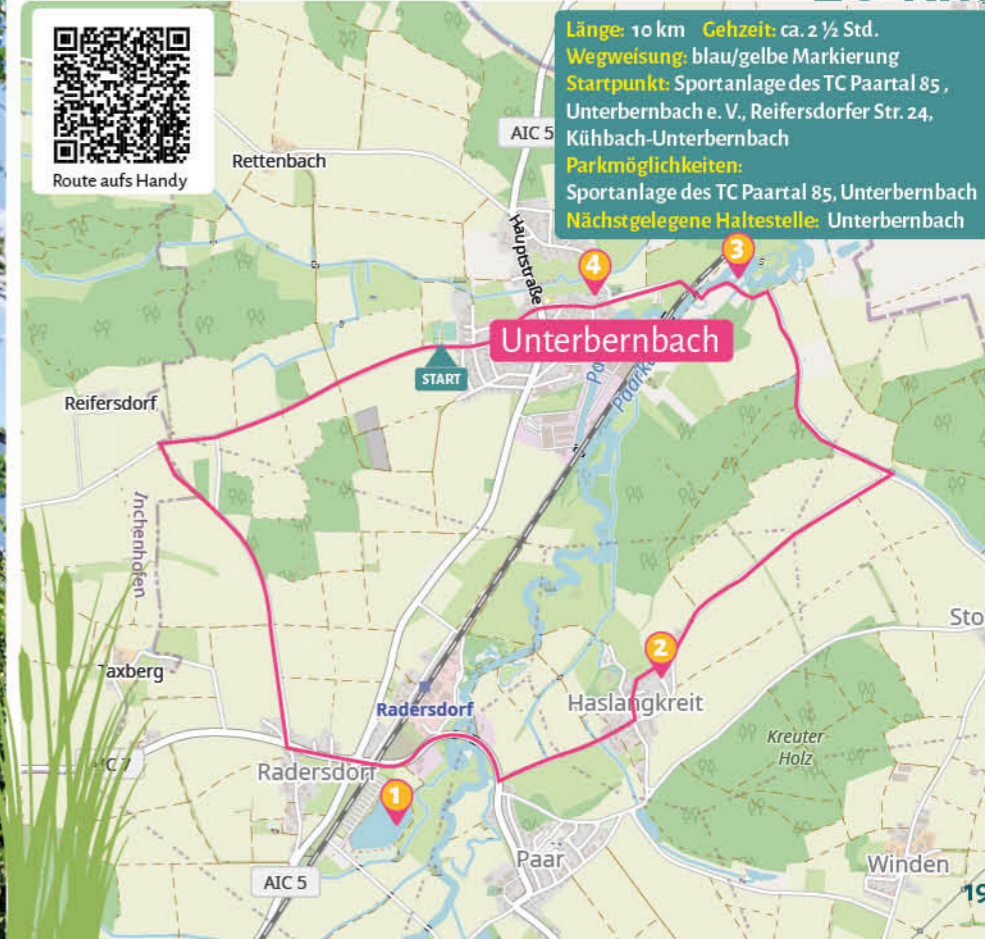 Länge: 10 km Gehzeit: ca. 2 ½ Std.
Wegweisung: blau/gelbe Markierung
Startpunkt: Sportanlage des TC Paartal 85,
Unterbernbach e. V., Reifersdorfer Str. 24,
Kühbach-Unterbernbach
Parkmöglichkeiten:
Sportanlage des TC Paartal 85, Unterbernbach
Nächstgelegene Haltestelle: Unterbernbach
Route aufs Handy
AIC 5
Rettenbach
Hauptstraße
4
3
Unterbernbach
START
Reifersdorf
Inchenhofen
2
Haslangkreit
Radersdorf
Kreuter
Holz
Radersdorf
1
Paar
Winden
AIC 5
19